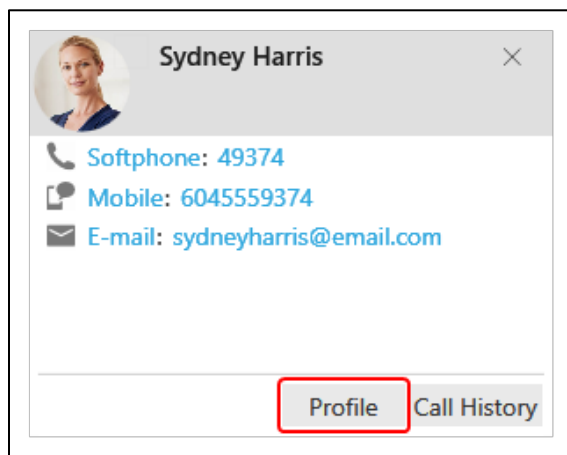 Sydney Harris
Softphone: 49374
Mobile: 6045559374
E-mail: sydneyharris@email.com
Profile Call History